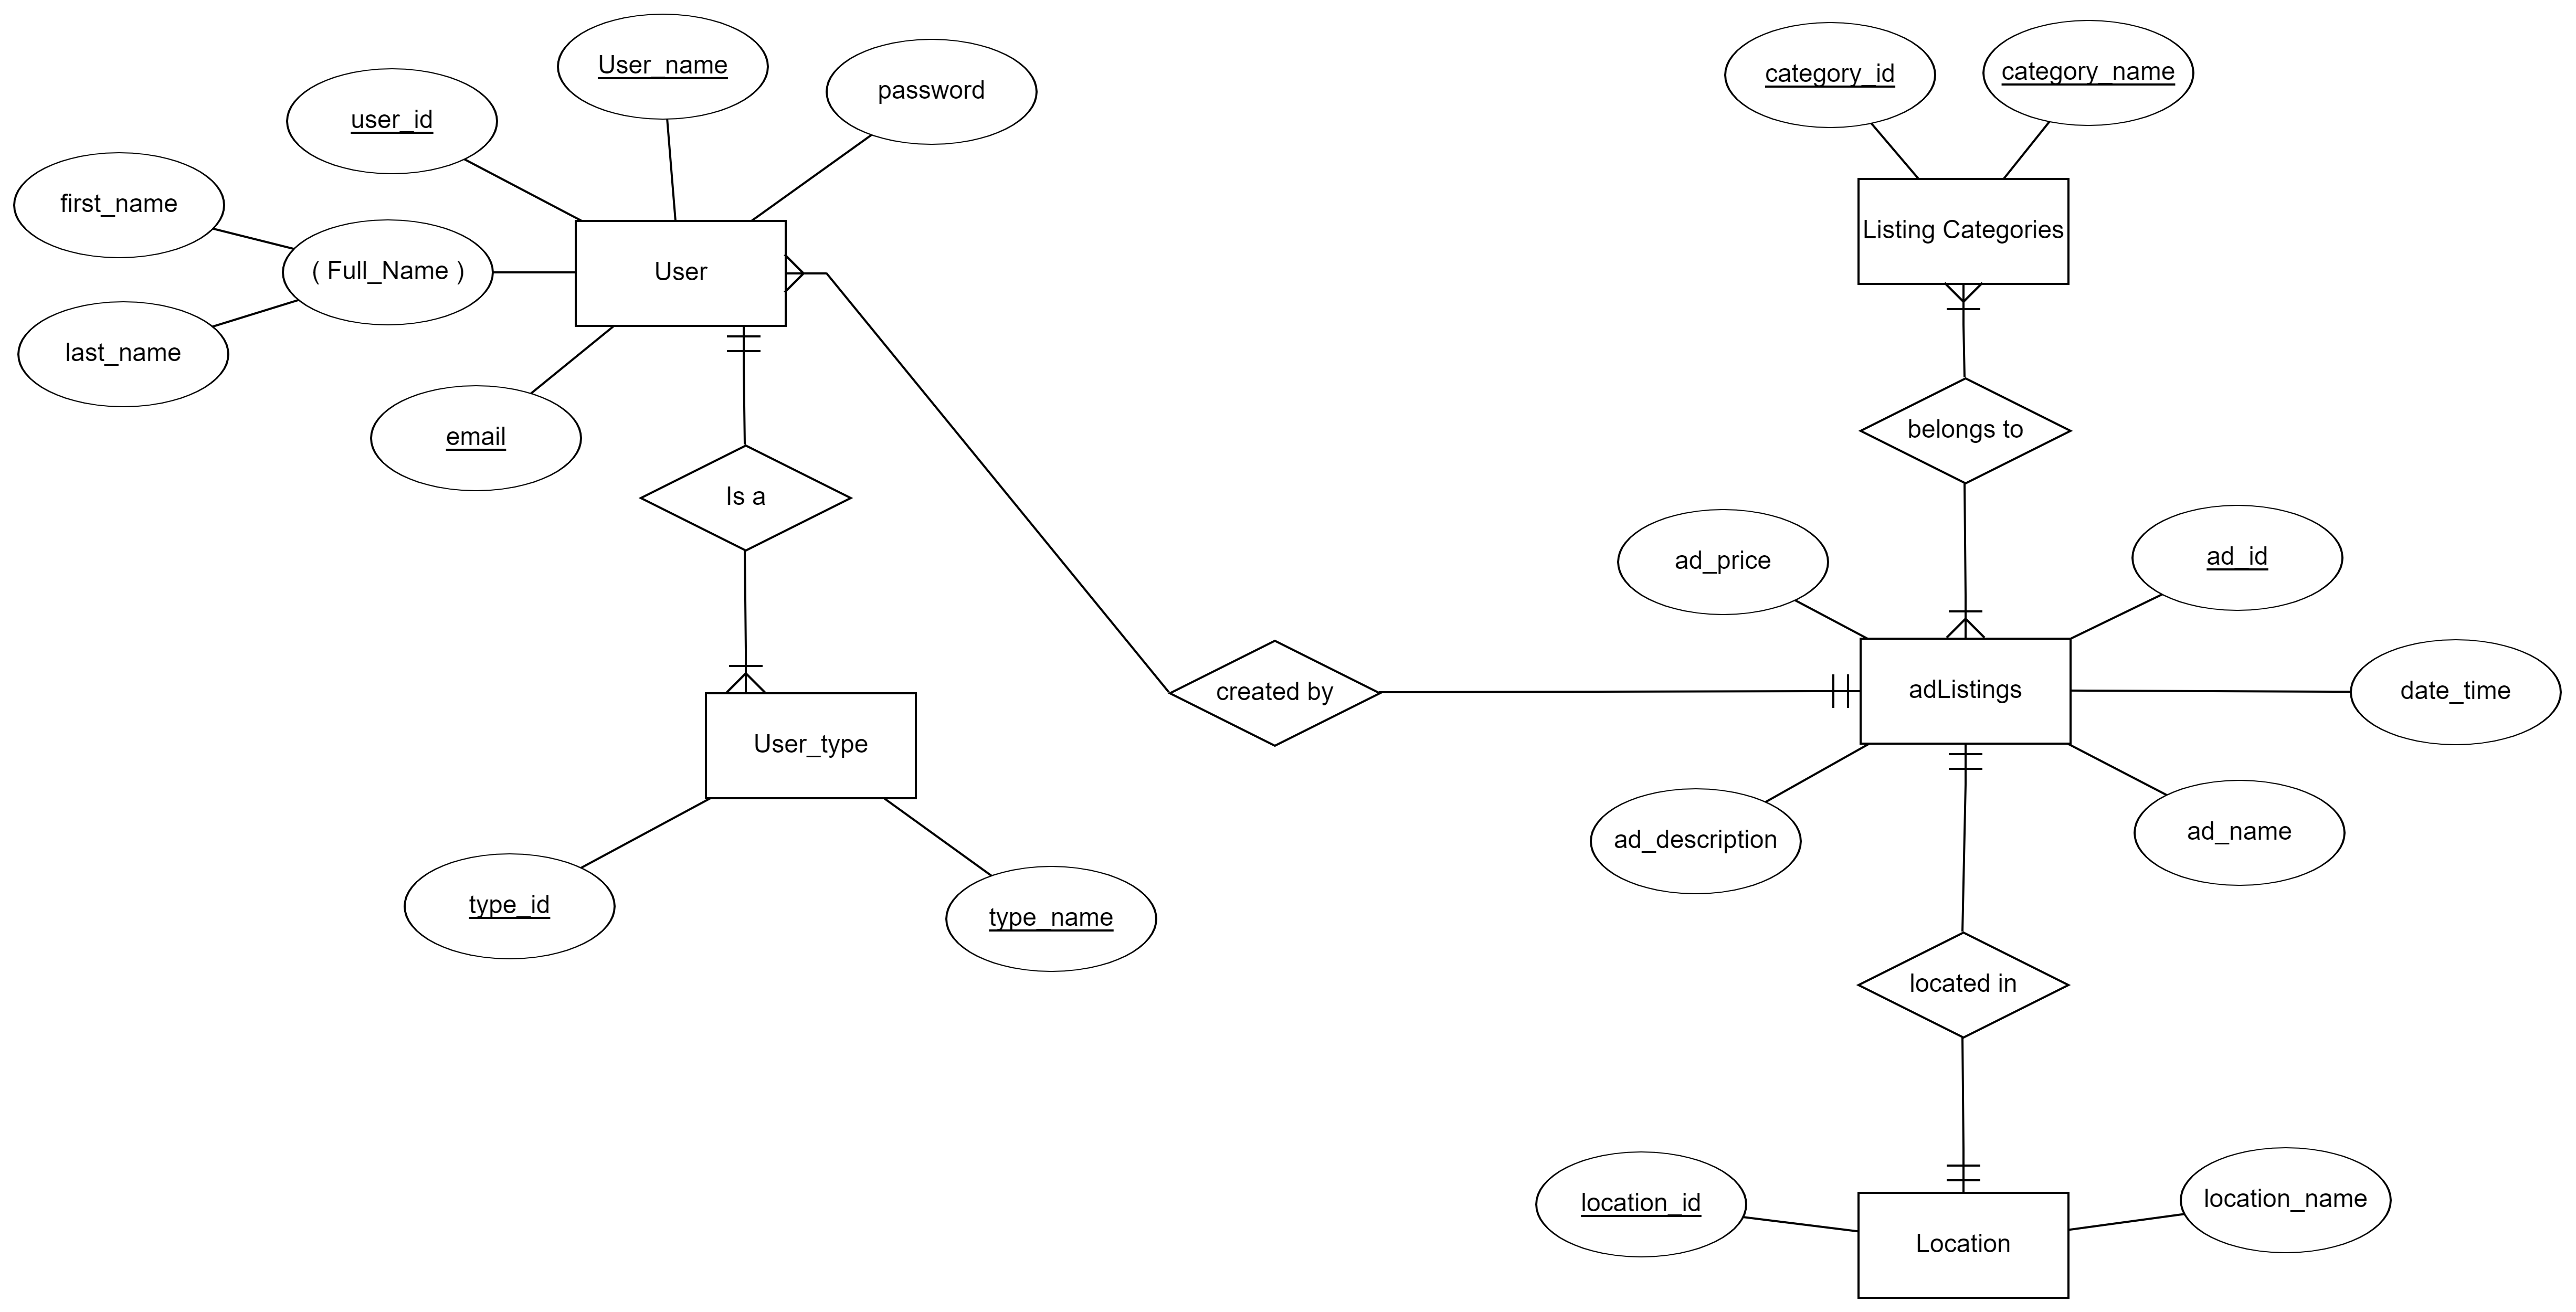 User_name
category_name
category_id
password
user_id
first_name
Listing Categories
( Full_Name )
User
last_name
belongs to
email
Is a
ad_price
ad_id
created by
adListings
date_time
User_type
ad_description
ad_name
type_id
type_name
located in
location_id
location_name
Location